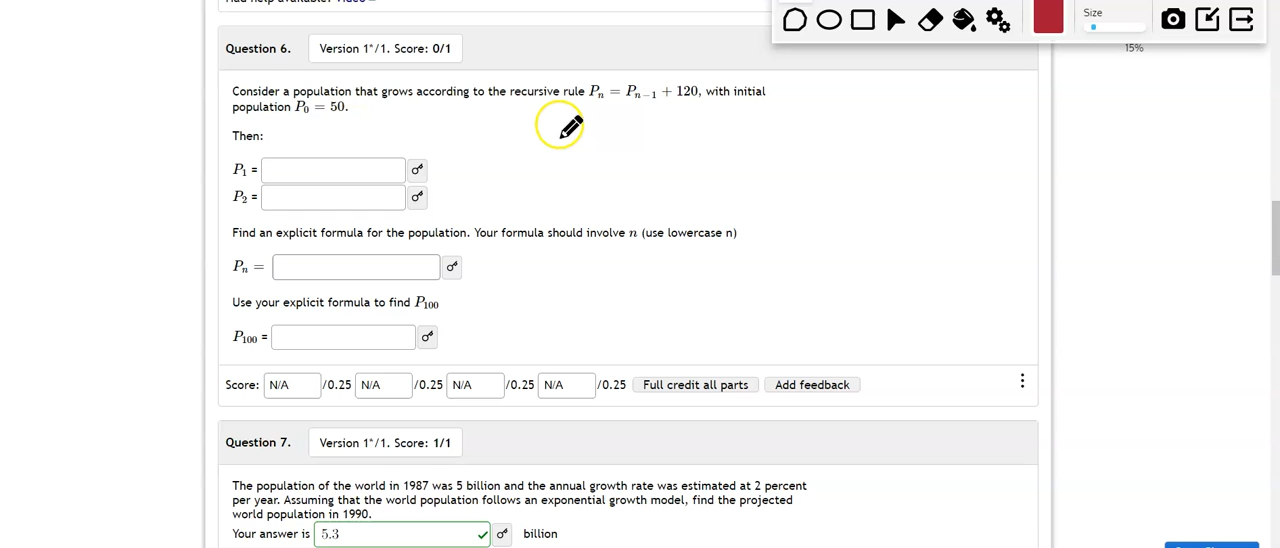 Size
15%
Question 6. Version 1*/1. Score: 0/1
Consider a population that grows according to the recursive rule Pₙ = Pₙ₋₁ + 120, with initial
population P₀ = 50.
Then:
P₁ =
P₂ =
Find an explicit formula for the population. Your formula should involve n (use lowercase n)
Pₙ =
Use your explicit formula to find P₁₀₀
P₁₀₀ =
Score: N/A /0.25 N/A /0.25 N/A /0.25 N/A /0.25 Full credit all parts Add feedback
Question 7. Version 1*/1. Score: 1/1
The population of the world in 1987 was 5 billion and the annual growth rate was estimated at 2 percent
per year. Assuming that the world population follows an exponential growth model, find the projected
world population in 1990.
Your answer is 5.3 billion